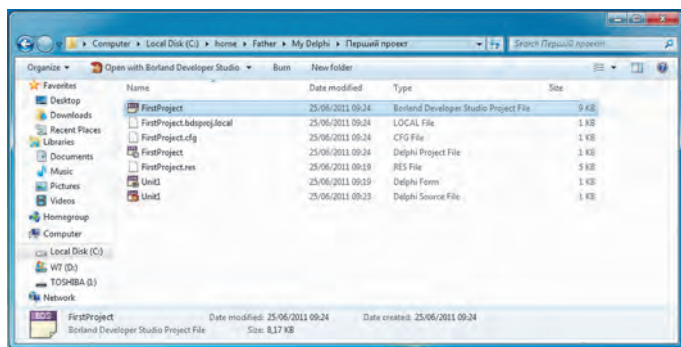 Computer ▸ Local Disk (C:) ▸ home ▸ Father ▸ My Delphi ▸ Первый проект
Search Первый проект
Organize Open with Borland Developer Studio Burn New folder
Favorites
Desktop
Downloads
Recent Places
Libraries
Documents
Music
Pictures
Videos
Homegroup
Computer
Local Disk (C:)
W7 (D:)
TOSHIBA (I:)
Network
Name Date modified Type Size
FirstProject 25/06/2011 09:24 Borland Developer Studio Project File 9 KB
FirstProject.bdsproj.local 25/06/2011 09:24 LOCAL File 1 KB
FirstProject.cfg 25/06/2011 09:24 CFG File 1 KB
FirstProject 25/06/2011 09:24 Delphi Project File 1 KB
FirstProject.res 25/06/2011 09:19 RES File 5 KB
Unit1 25/06/2011 09:19 Delphi Form 1 KB
Unit1 25/06/2011 09:23 Delphi Source File 1 KB
BDS
FirstProject Date modified: 25/06/2011 09:24 Date created: 25/06/2011 09:24
Borland Developer Studio Project File Size: 8,17 KB